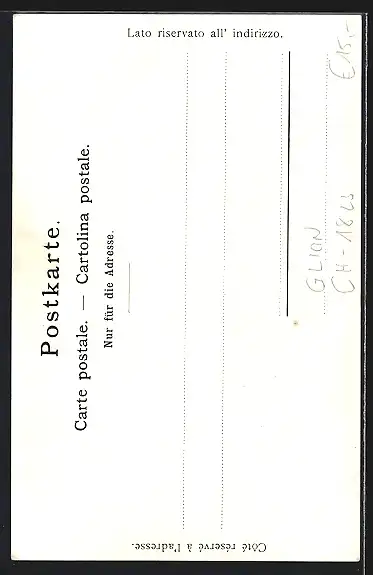 Postkarte.
Carte postale. — Cartolina postale.
Nur für die Adresse.
Lato riservato all' indirizzo.
Côté réservé à l'adresse.
GLION
CH-1823
€15,-